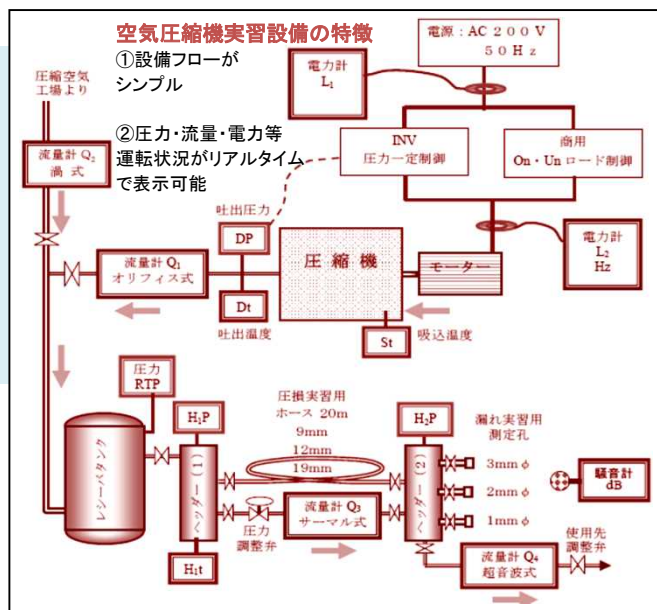 空気圧縮機実習設備の特徴
①設備フローが
シンプル
②圧力・流量・電力等
運転状況がリアルタイム
で表示可能
電源：AC 200V
50Hz
電力計
L₁
圧縮空気
工場より
INV
圧力一定制御
商用
On・Unロード制御
流量計 Q₂
渦式
吐出圧力
DP
電力計
L₂
Hz
流量計 Q₁
オリフィス式
圧縮機
モーター
Dt
吐出温度
St
吸込温度
圧力
RTP
H₁P
圧損実習用
ホース 20m
9mm
12mm
19mm
H₂P
漏れ実習用
測定孔
レシーバタンク
ヘッダー(1)
ヘッダー(2)
3mmφ
2mmφ
1mmφ
騒音計
dB
圧力
調整弁
流量計 Q₃
サーマル式
H₁t
流量計 Q₄
超音波式
使用先
調整弁